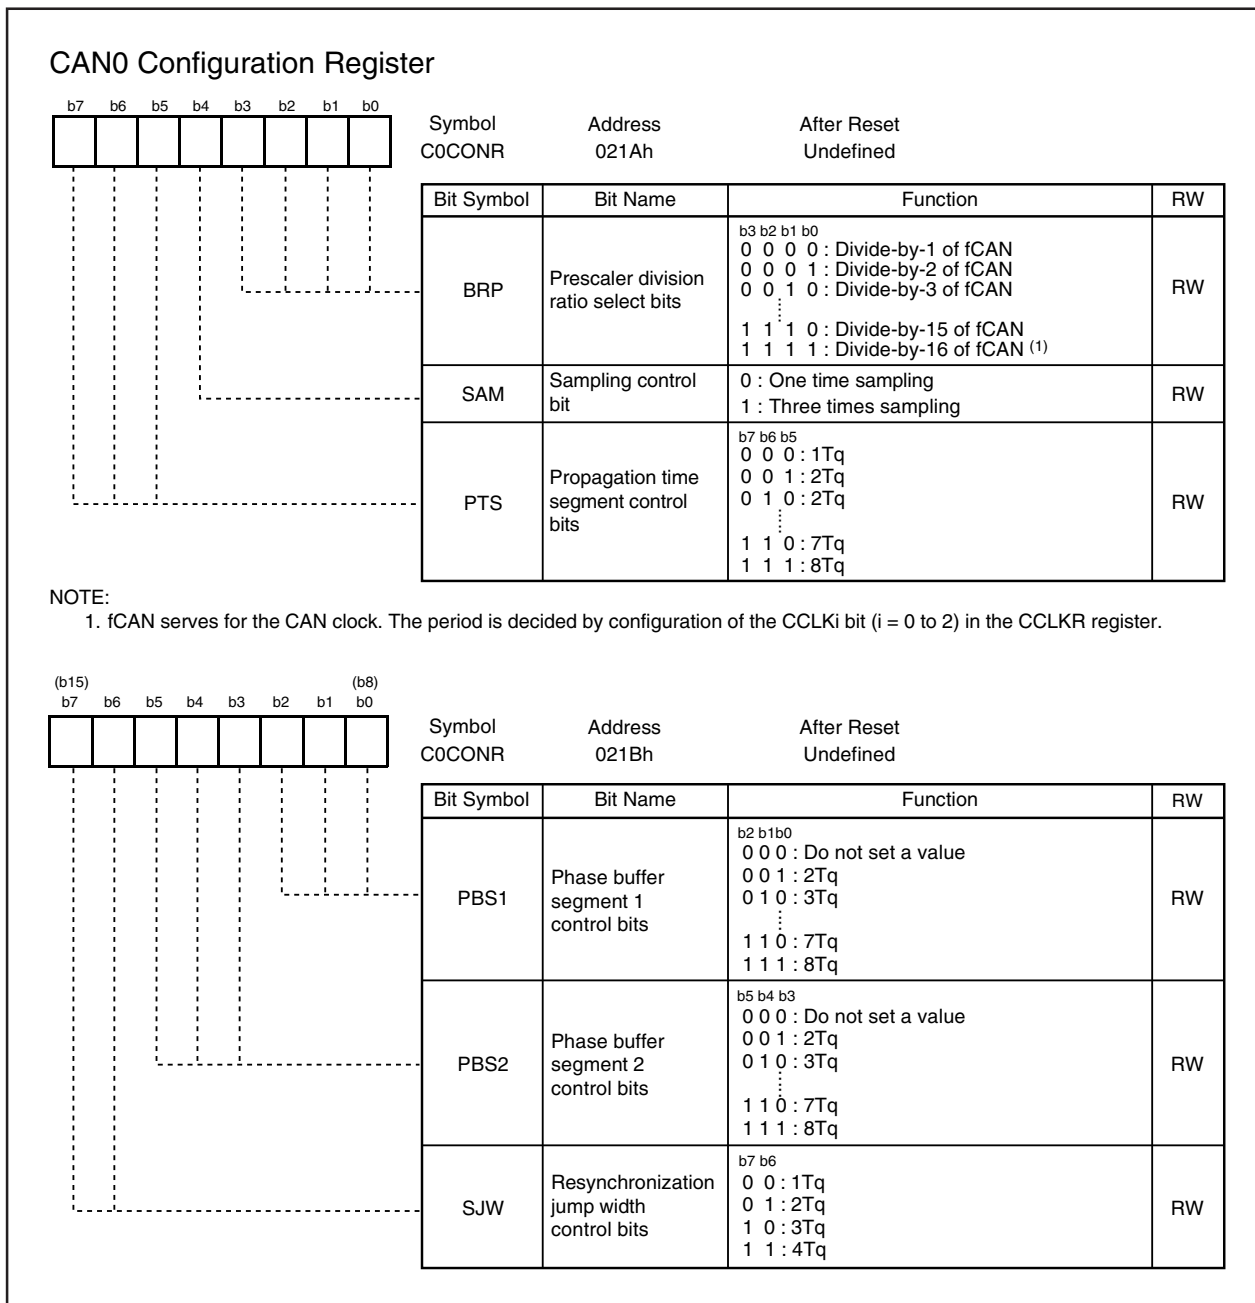 CAN0 Configuration Register
b7 b6 b5 b4 b3 b2 b1 b0
Symbol Address After Reset
C0CONR 021Ah Undefined
Bit Symbol Bit Name Function RW
BRP
Prescaler division
ratio select bits
b3 b2 b1 b0
0 0 0 0 : Divide-by-1 of fCAN
0 0 0 1 : Divide-by-2 of fCAN
0 0 1 0 : Divide-by-3 of fCAN
1 1 1 0 : Divide-by-15 of fCAN
1 1 1 1 : Divide-by-16 of fCAN (1)
RW
SAM
Sampling control
bit
0 : One time sampling
1 : Three times sampling
RW
PTS
Propagation time
segment control
bits
b7 b6 b5
0 0 0 : 1Tq
0 0 1 : 2Tq
0 1 0 : 2Tq
1 1 0 : 7Tq
1 1 1 : 8Tq
RW
NOTE:
1. fCAN serves for the CAN clock. The period is decided by configuration of the CCLKi bit (i = 0 to 2) in the CCLKR register.
(b15) (b8)
b7 b6 b5 b4 b3 b2 b1 b0
Symbol Address After Reset
C0CONR 021Bh Undefined
Bit Symbol Bit Name Function RW
PBS1
Phase buffer
segment 1
control bits
b2 b1b0
0 0 0 : Do not set a value
0 0 1 : 2Tq
0 1 0 : 3Tq
1 1 0 : 7Tq
1 1 1 : 8Tq
RW
PBS2
Phase buffer
segment 2
control bits
b5 b4 b3
0 0 0 : Do not set a value
0 0 1 : 2Tq
0 1 0 : 3Tq
1 1 0 : 7Tq
1 1 1 : 8Tq
RW
SJW
Resynchronization
jump width
control bits
b7 b6
0 0 : 1Tq
0 1 : 2Tq
1 0 : 3Tq
1 1 : 4Tq
RW